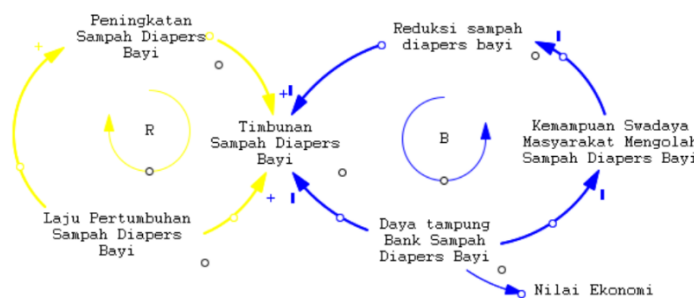 Peningkatan
Sampah Diapers
Bayi
+
R
Laju Pertumbuhan
Sampah Diapers
Bayi
+
Timbunan
Sampah Diapers
Bayi
+
Reduksi sampah
diapers bayi
B
Kemampuan Swadaya
Masyarakat Mengolah
Sampah Diapers Bayi
Daya tampung
Bank Sampah
Diapers Bayi
Nilai Ekonomi